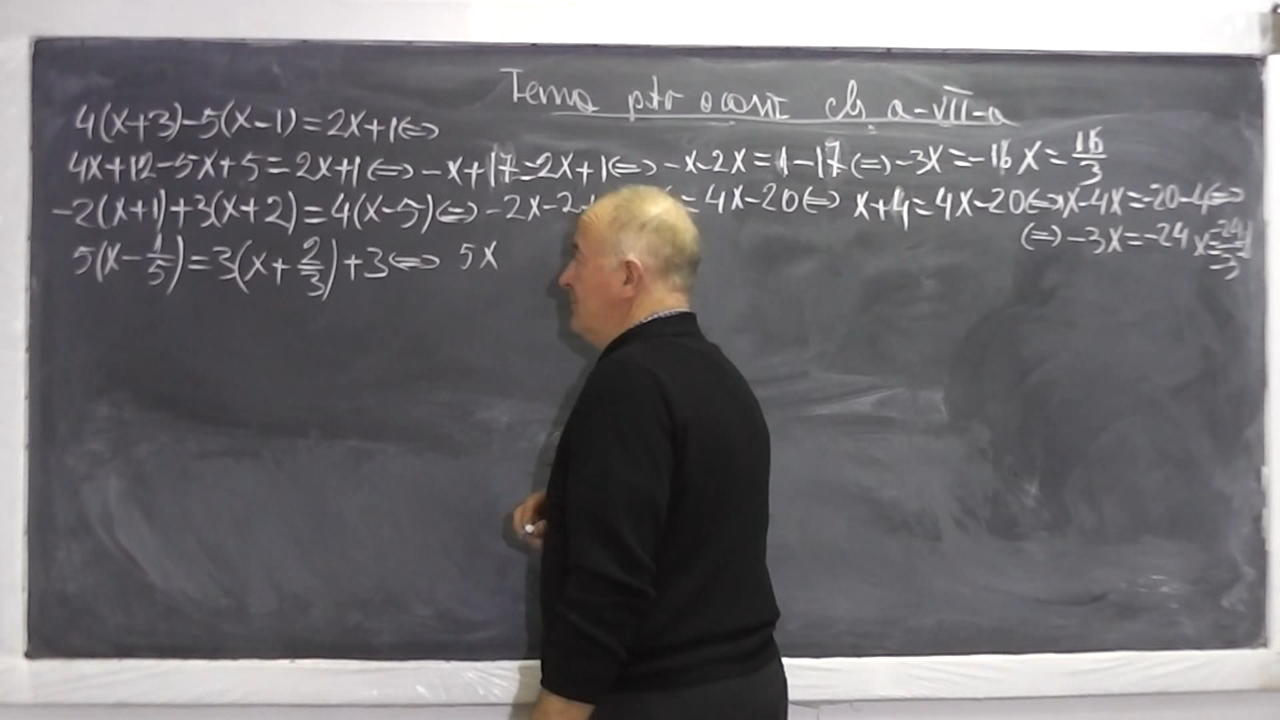 Tema ptr cls a-VII-a
4(x+3)-5(x-1)=2x+1⇔
4x+12-5x+5=2x+1⇔-x+17=2x+1⇔-x-2x=1-17⇔-3x=-16 x=16/3
-2(x+1)+3(x+2)=4(x-5)⇔-2x-2+ =4x-20⇔ x+4=4x-20⇔x-4x=-20-4⇔
⇔-3x=-24 x=-24/-3
5(x-1/5)=3(x+2/3)+3⇔ 5x